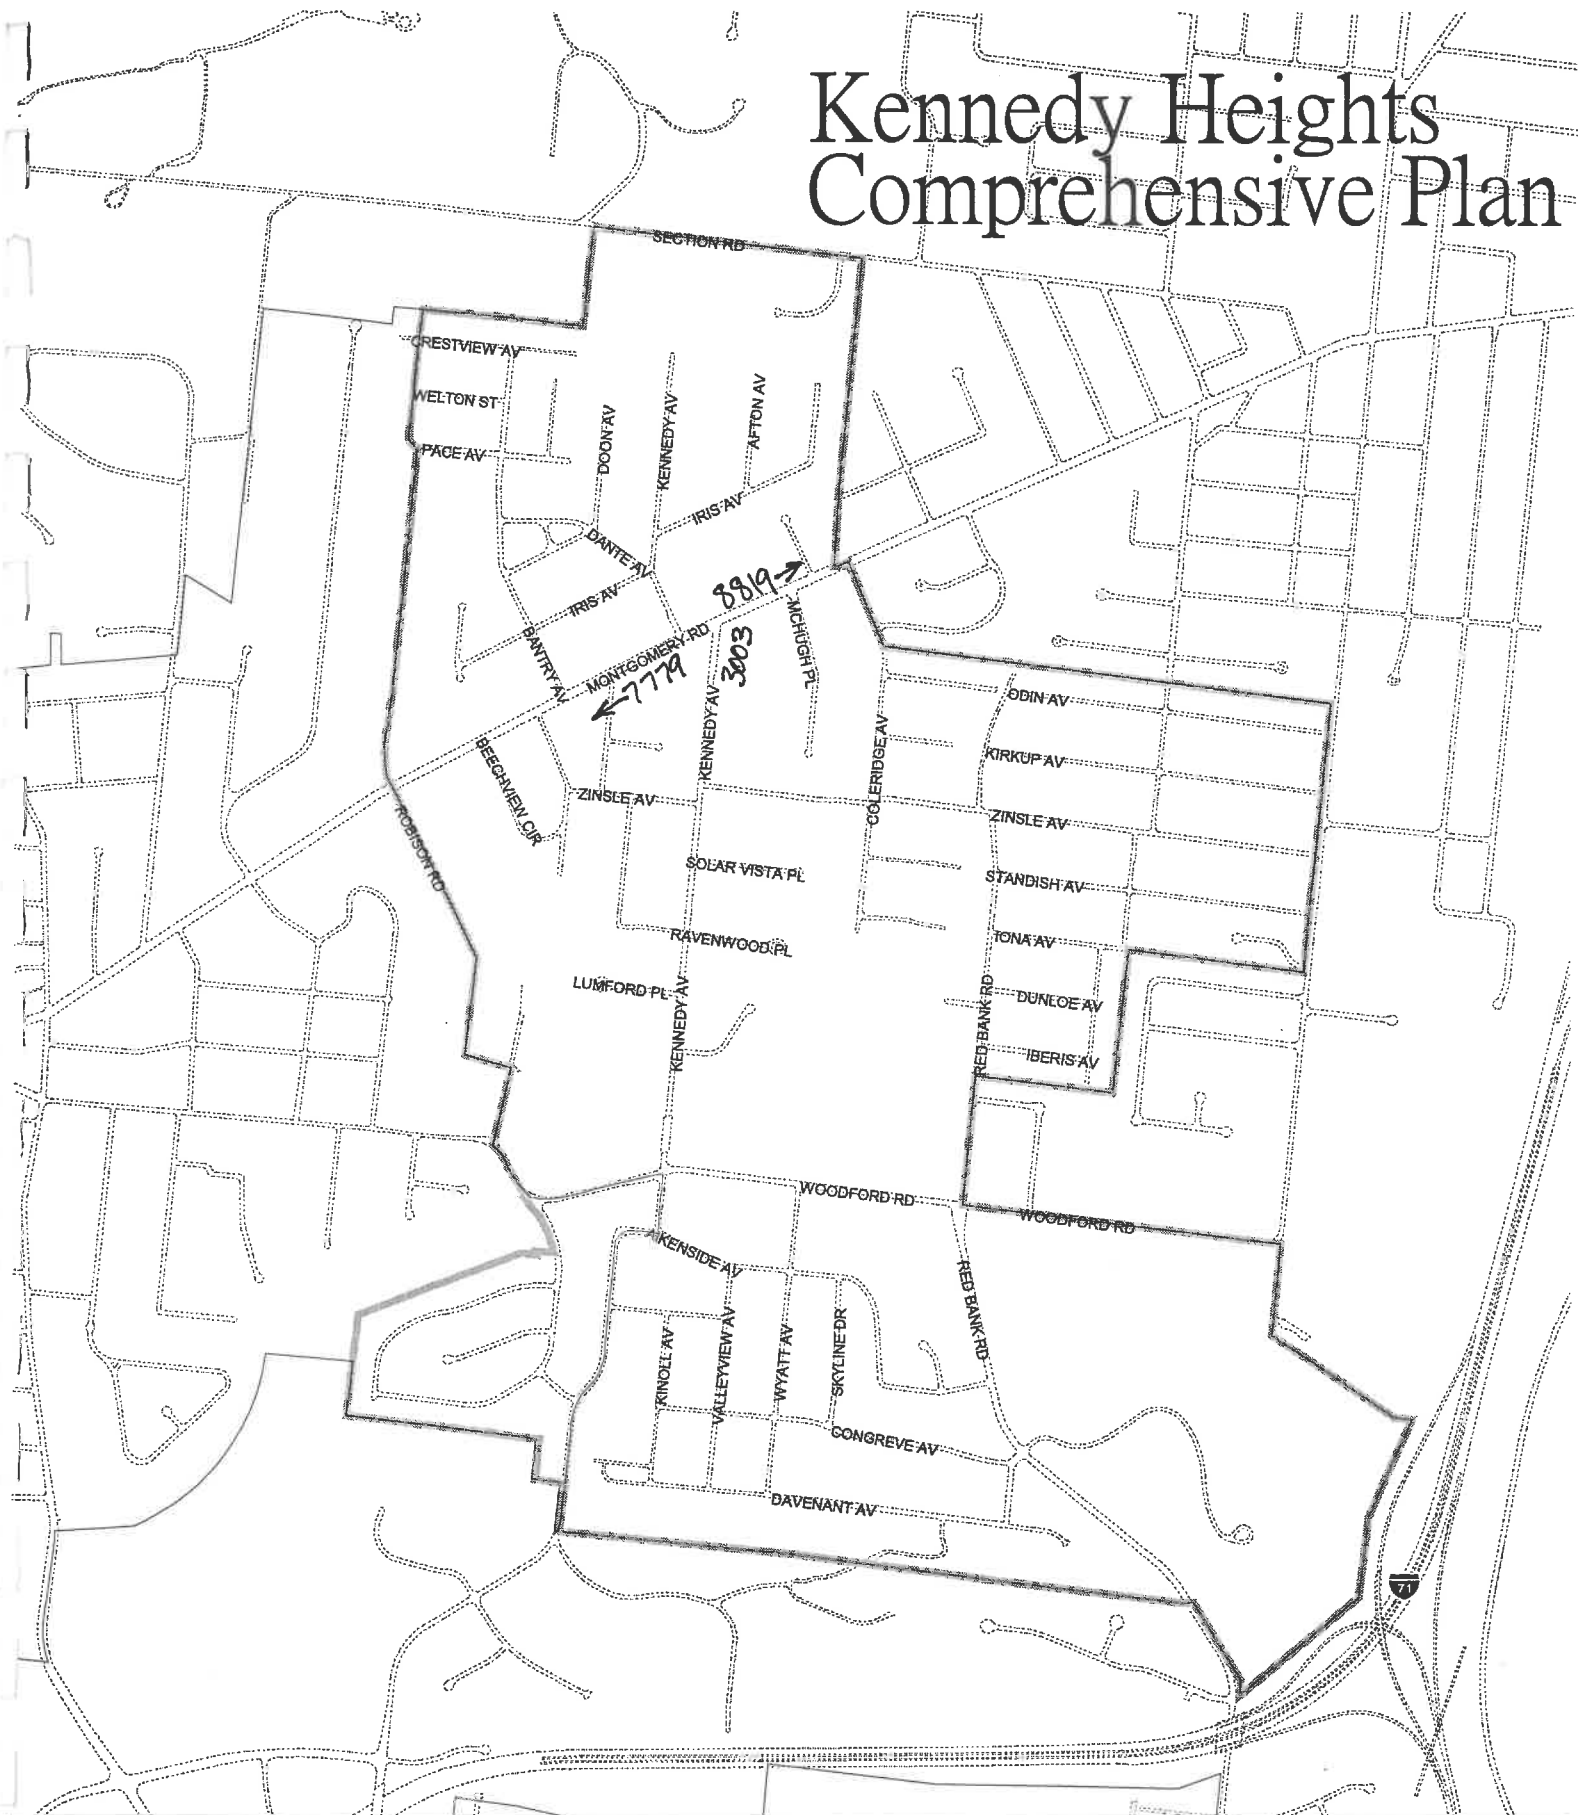 Kennedy Heights
Comprehensive Plan
SECTION RD
CRESTVIEW AV
WELTON ST
PACE AV
DOON AV
KENNEDY AV
AFTON AV
IRIS AV
DANTE AV
8819
IRIS AV
BANTRY AV
MONTGOMERY RD
7779
3003
MCHUGH PL
ODIN AV
KENNEDY AV
COLERIDGE AV
KIRKUP AV
BEECHVIEW CIR
ZINSLE AV
ZINSLE AV
ROBISON RD
SOLAR VISTA PL
STANDISH AV
RAVENWOOD PL
IONA AV
LUMFORD PL
KENNEDY AV
RED BANK RD
DUNLOE AV
IBERIS AV
WOODFORD RD
WOODFORD RD
AIKENSIDE AV
RED BANK RD
KINOLL AV
VALLEYVIEW AV
WYATT AV
SKYLINE DR
CONGREVE AV
DAVENANT AV
71